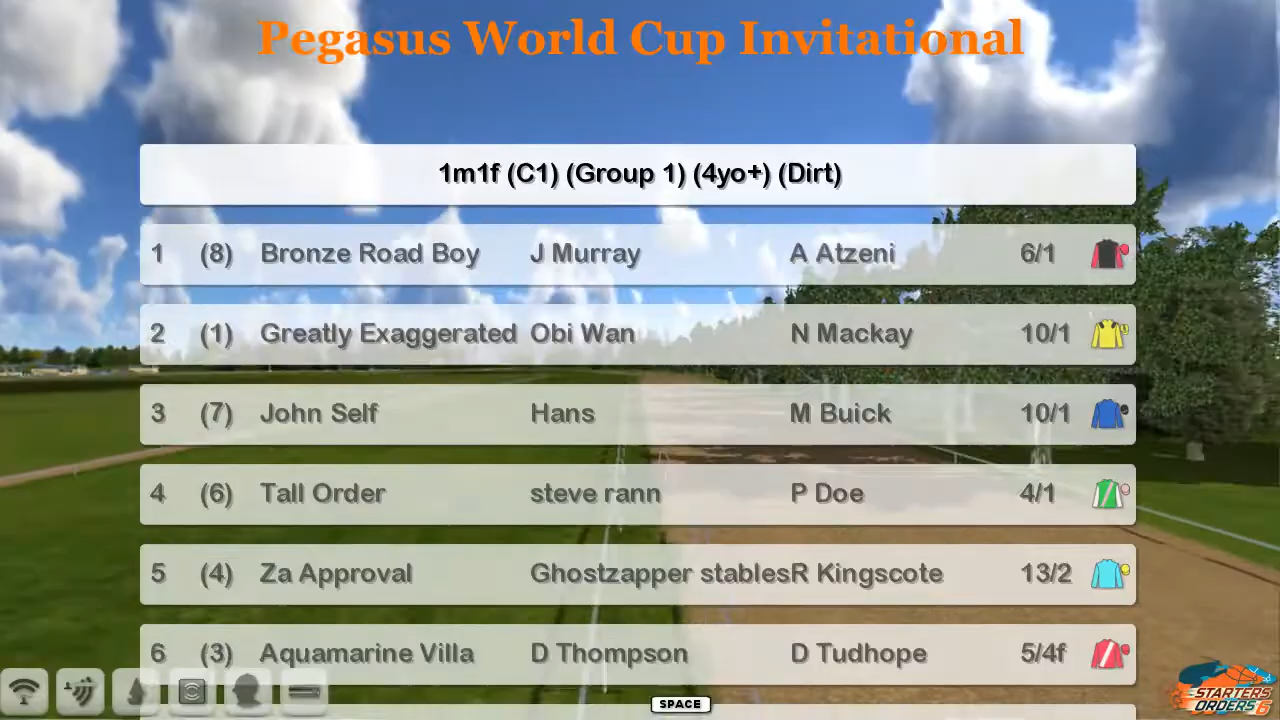 Pegasus World Cup Invitational
1m1f (C1) (Group 1) (4yo+) (Dirt)
1 (8) Bronze Road Boy J Murray A Atzeni 6/1
2 (1) Greatly Exaggerated Obi Wan N Mackay 10/1
3 (7) John Self Hans M Buick 10/1
4 (6) Tall Order steve rann P Doe 4/1
5 (4) Za Approval Ghostzapper stables R Kingscote 13/2
6 (3) Aquamarine Villa D Thompson D Tudhope 5/4f
SPACE
STARTERS
ORDERS 6